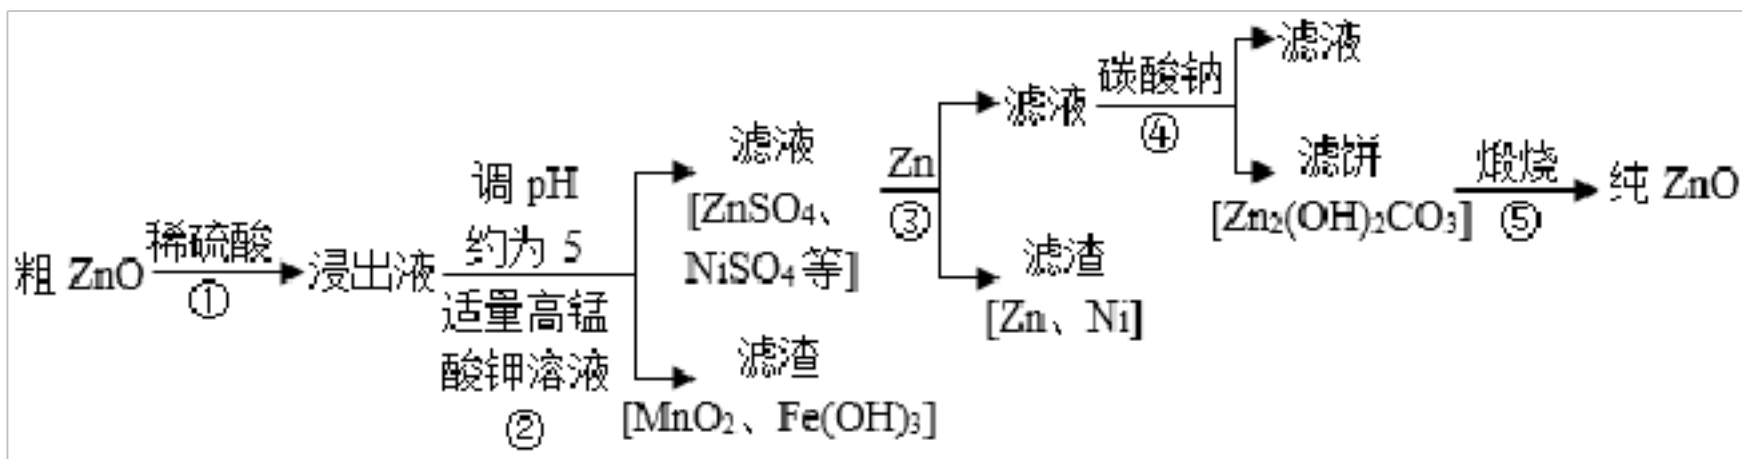 粗 ZnO
稀硫酸
①
浸出液
调 pH
约为 5
适量高锰
酸钾溶液
②
滤液
[ZnSO₄、
NiSO₄ 等]
滤渣
[MnO₂、Fe(OH)₃]
Zn
③
滤液
滤渣
[Zn、Ni]
碳酸钠
④
滤液
滤饼
[Zn₂(OH)₂CO₃]
煅烧
⑤
纯 ZnO